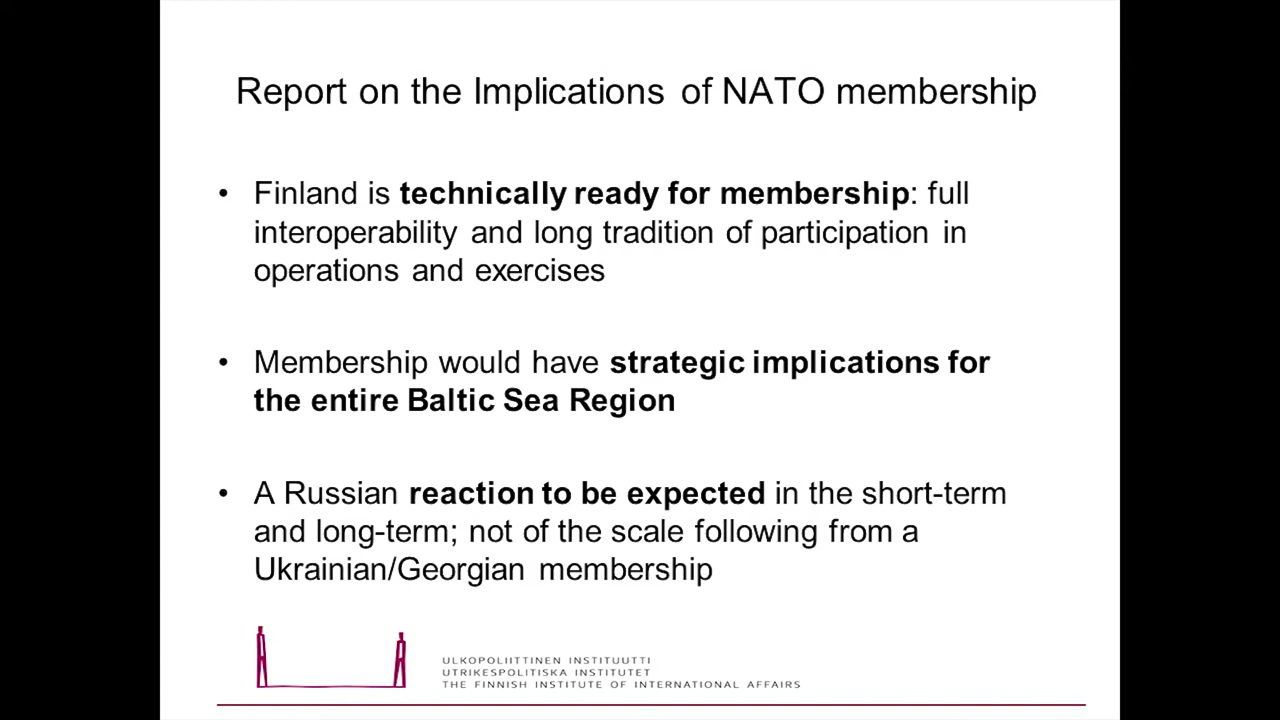 Report on the Implications of NATO membership
• Finland is technically ready for membership: full
interoperability and long tradition of participation in
operations and exercises
• Membership would have strategic implications for
the entire Baltic Sea Region
• A Russian reaction to be expected in the short-term
and long-term; not of the scale following from a
Ukrainian/Georgian membership
ULKOPOLIITTINEN INSTITUUTTI
UTRIKESPOLITISKA INSTITUTET
THE FINNISH INSTITUTE OF INTERNATIONAL AFFAIRS